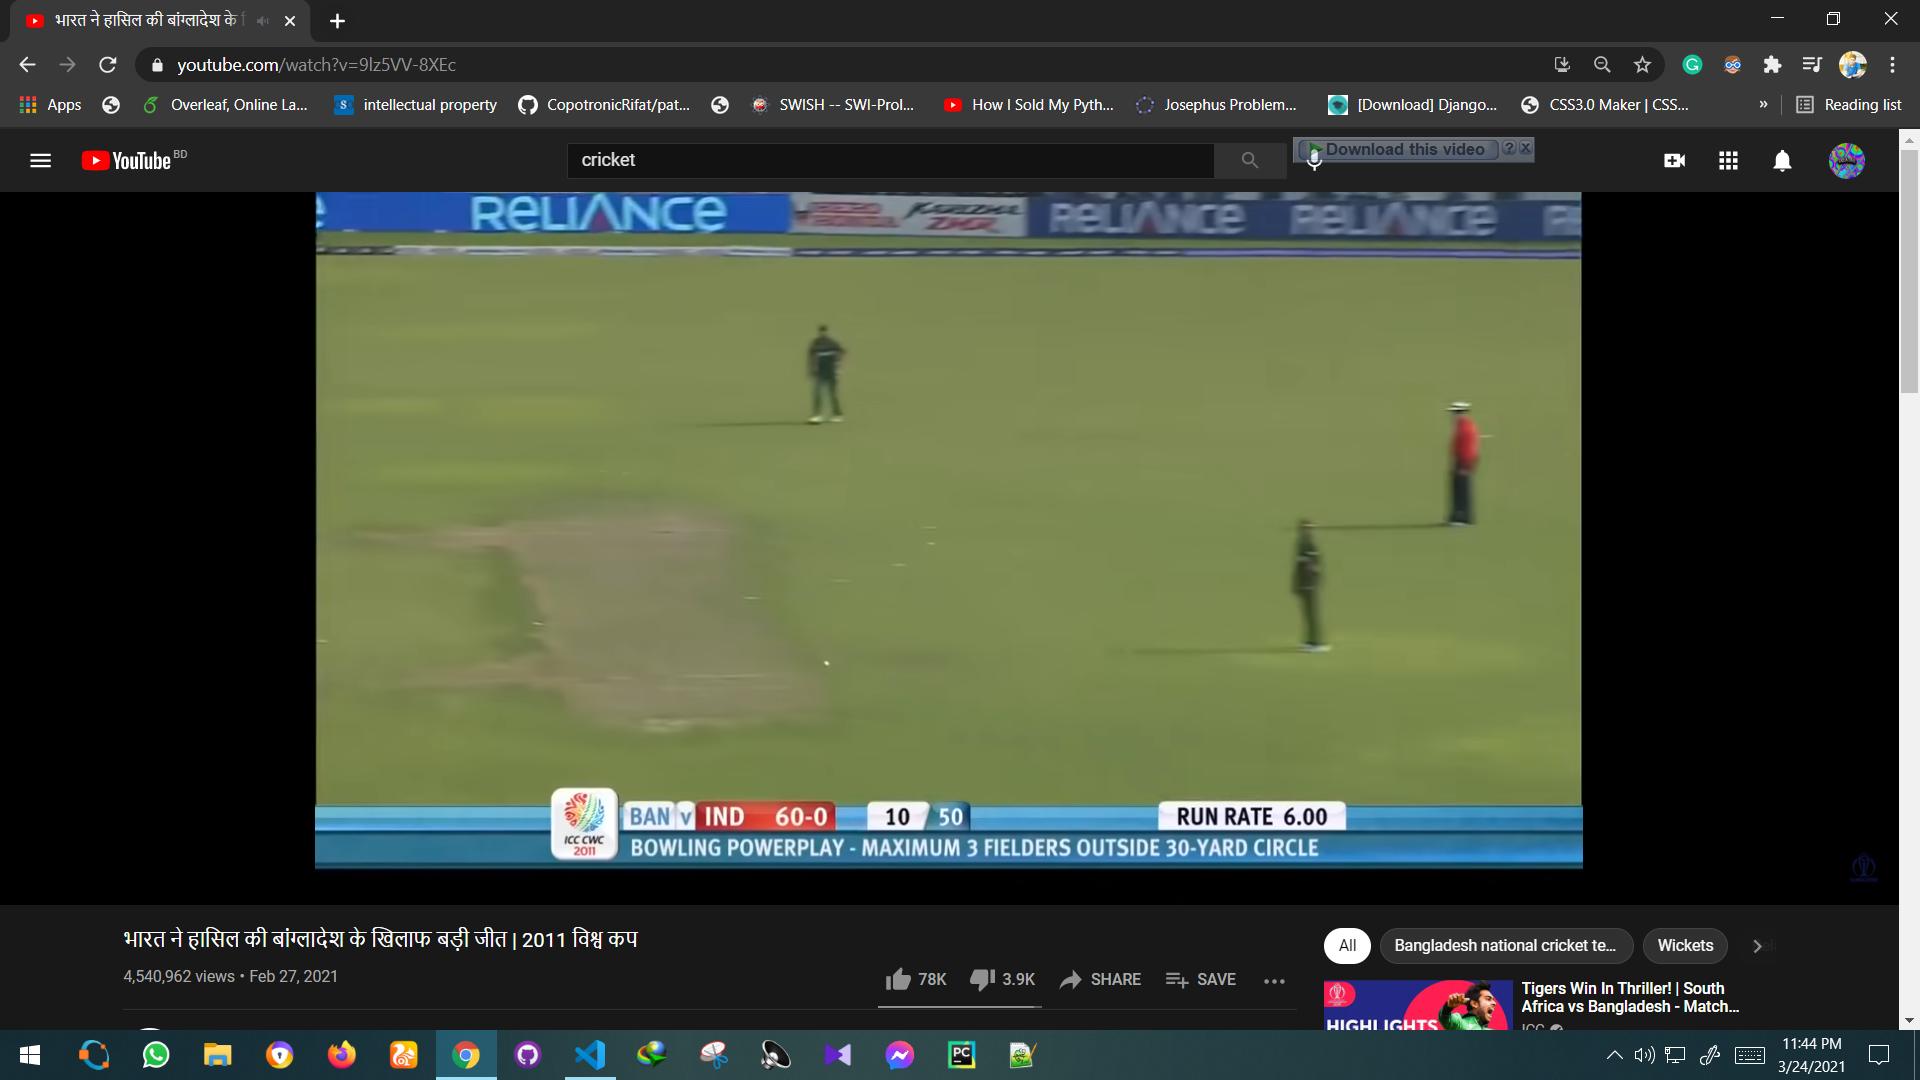 भारत ने हासिल की बांग्लादेश के
youtube.com/watch?v=9lz5VV-8XEc
Apps
Overleaf, Online La...
intellectual property
CopotronicRifat/pat...
SWISH -- SWI-Prol...
How I Sold My Pyth...
Josephus Problem...
[Download] Django...
CSS3.0 Maker | CSS...
»
Reading list
YouTube BD
cricket
Download this video
RELIANCE
RELIANCE RELIANCE
BAN v IND 60-0 10 50 RUN RATE 6.00
ICC CWC
2011
BOWLING POWERPLAY - MAXIMUM 3 FIELDERS OUTSIDE 30-YARD CIRCLE
भारत ने हासिल की बांग्लादेश के खिलाफ बड़ी जीत | 2011 विश्व कप
4,540,962 views • Feb 27, 2021
78K 3.9K SHARE SAVE
All Bangladesh national cricket te... Wickets
Tigers Win In Thriller! | South
Africa vs Bangladesh - Match...
HIGHLIGHTS
ICC
11:44 PM
3/24/2021